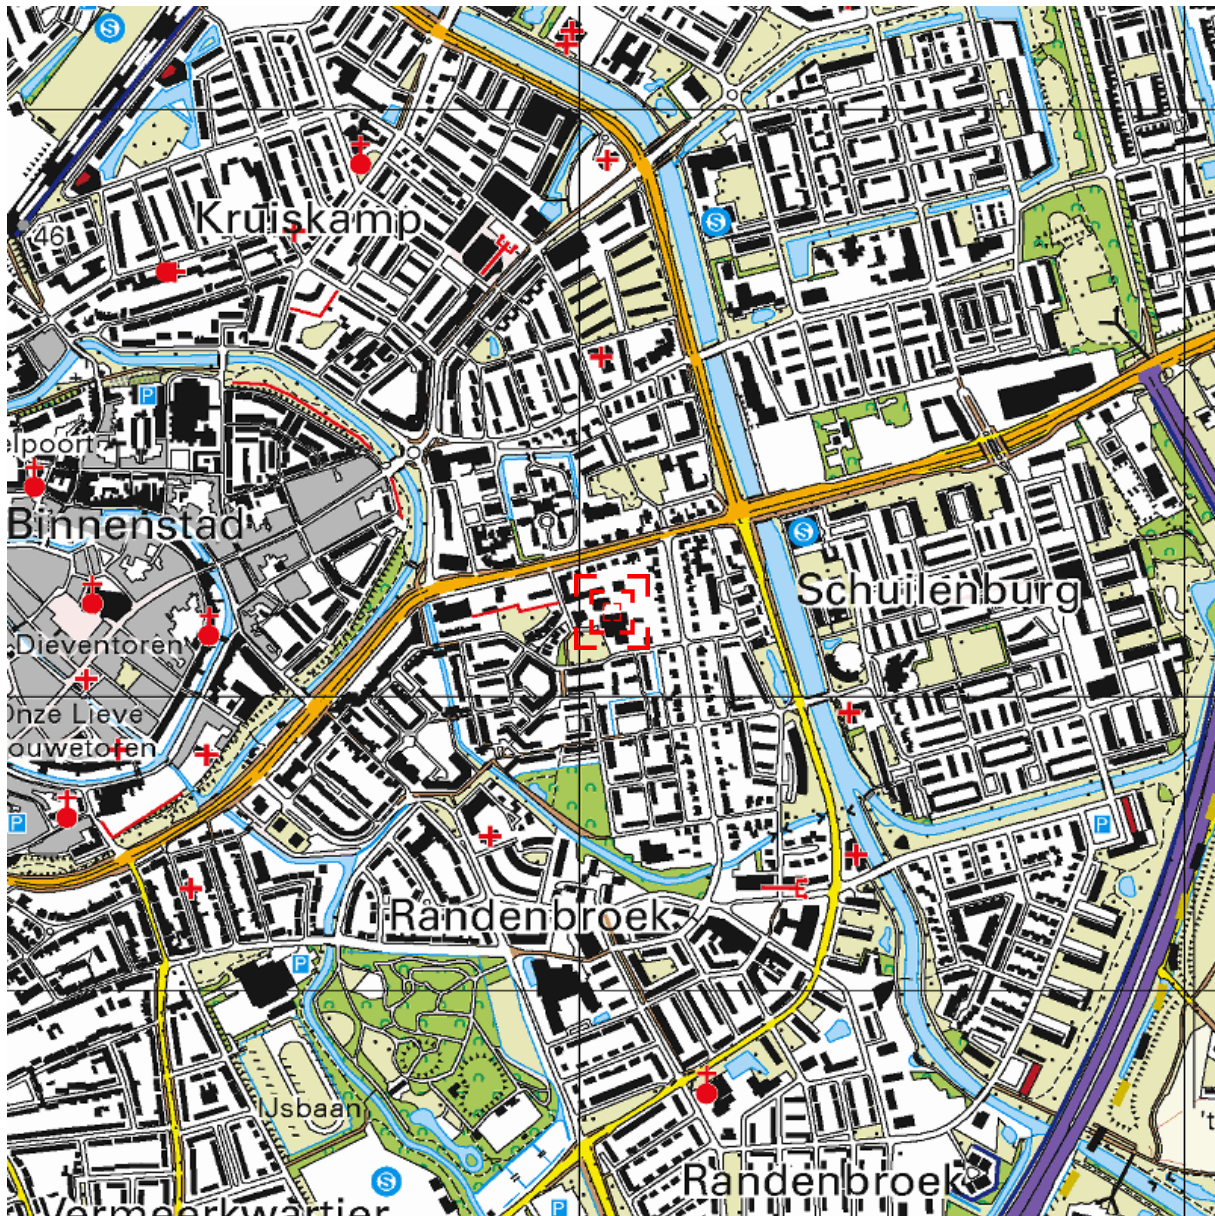 S
Kruiskamp
46
S
P
elpoort
Binnenstad
S
Schuilenburg
Dieventoren
Onze Lieve
ouwetoren
P
P
Randenbroek
P
IJsbaan
't
S
Randenbroek
P
Vermeerkwartier